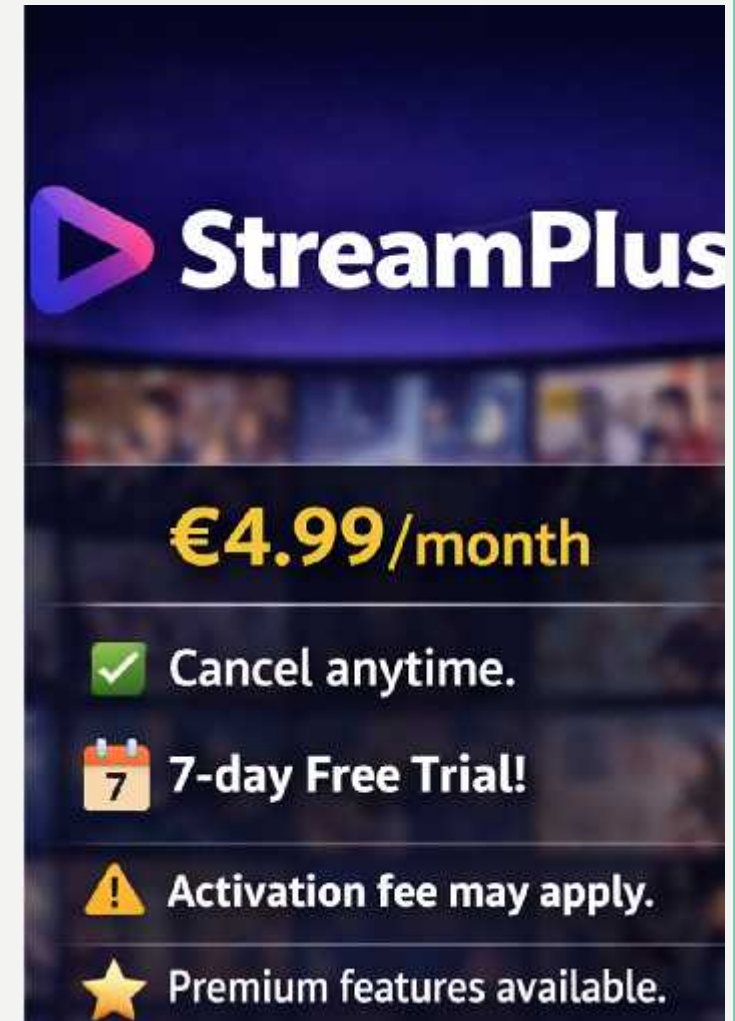 StreamPlus
€4.99/month
Cancel anytime.
7
7-day Free Trial!
Activation fee may apply.
Premium features available.